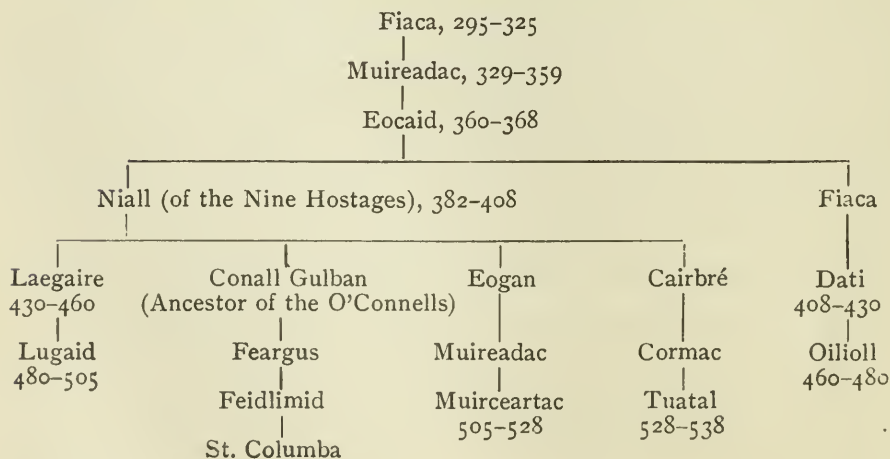 Fiaca, 295–325
Muireadac, 329–359
Eocaid, 360–368
Niall (of the Nine Hostages), 382–408 Fiaca
Laegaire Conall Gulban Eogan Cairbré Dati
430–460 (Ancestor of the O'Connells) 408–430
Lugaid Feargus Muireadac Cormac Oilioll
480–505 460–480
Feidlimid Muirceartac Tuatal
505–528 528–538
St. Columba